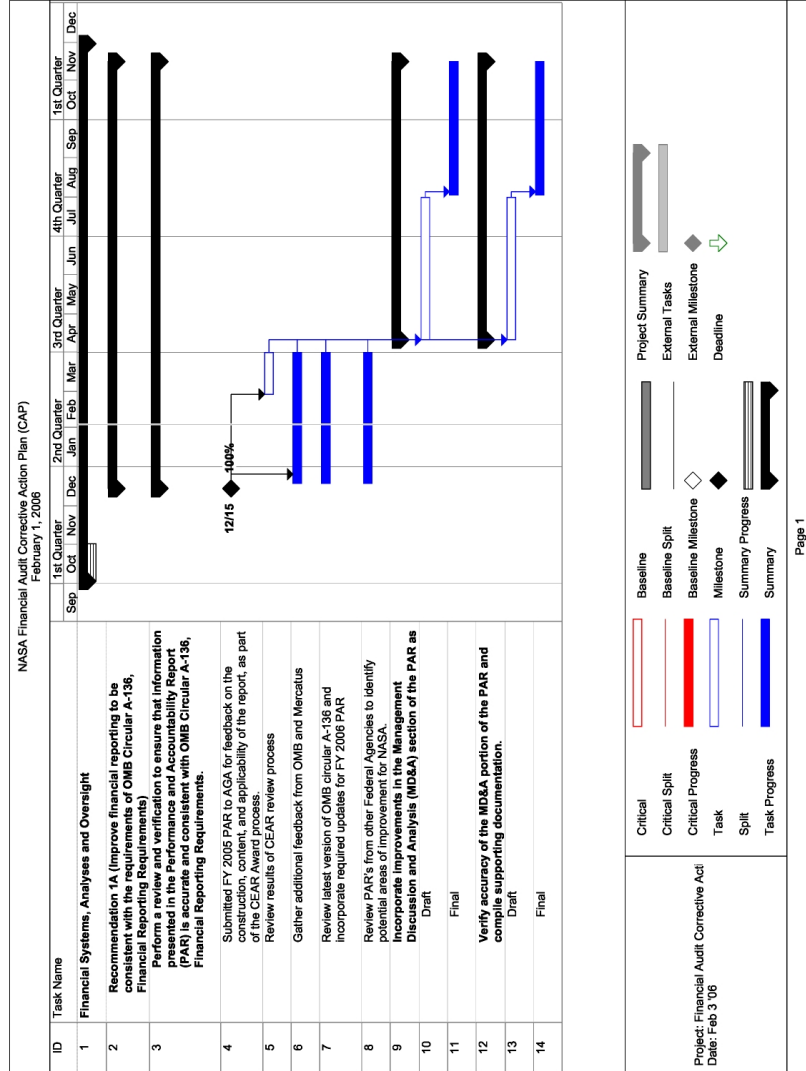 NASA Financial Audit Corrective Action Plan (CAP)
February 1, 2006
ID
Task Name
1st Quarter
2nd Quarter
3rd Quarter
4th Quarter
1st Quarter
Sep
Oct
Nov
Dec
Jan
Feb
Mar
Apr
May
Jun
Jul
Aug
Sep
Oct
Nov
Dec
1
Financial Systems, Analyses and Oversight
2
Recommendation 1A (Improve financial reporting to be
consistent with the requirements of OMB Circular A-136,
Financial Reporting Requirements)
3
Perform a review and verification to ensure that information
presented in the Performance and Accountability Report
(PAR) is accurate and consistent with OMB Circular A-136,
Financial Reporting Requirements.
4
Submitted FY 2005 PAR to AGA for feedback on the
construction, content, and applicability of the report, as part
of the CEAR Award process.
12/15
100%
5
Review results of CEAR review process
6
Gather additional feedback from OMB and Mercatus
7
Review latest version of OMB circular A-136 and
incorporate required updates for FY 2006 PAR
8
Review PAR's from other Federal Agencies to identify
potential areas of improvement for NASA.
9
Incorporate improvements in the Management
Discussion and Analysis (MD&A) section of the PAR as
10
Draft
11
Final
12
Verify accuracy of the MD&A portion of the PAR and
compile supporting documentation.
13
Draft
14
Final
Project: Financial Audit Corrective Acti
Date: Feb 3 '06
Critical
Critical Split
Critical Progress
Task
Split
Task Progress
Baseline
Baseline Split
Baseline Milestone
Milestone
Summary Progress
Summary
Project Summary
External Tasks
External Milestone
Deadline
Page 1